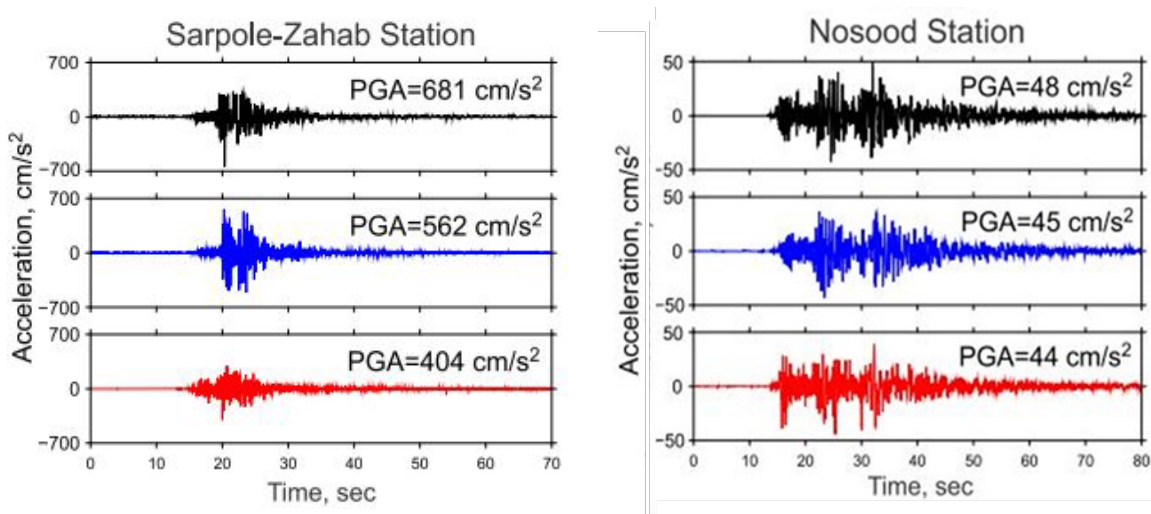 Sarpole-Zahab Station
Acceleration, cm/s²
700
0
−700
PGA=681 cm/s²
700
0
−700
PGA=562 cm/s²
700
0
−700
PGA=404 cm/s²
0 10 20 30 40 50 60 70
Time, sec
Nosood Station
Acceleration, cm/s²
50
0
−50
PGA=48 cm/s²
50
0
−50
PGA=45 cm/s²
50
0
−50
PGA=44 cm/s²
0 10 20 30 40 50 60 70 80
Time, sec